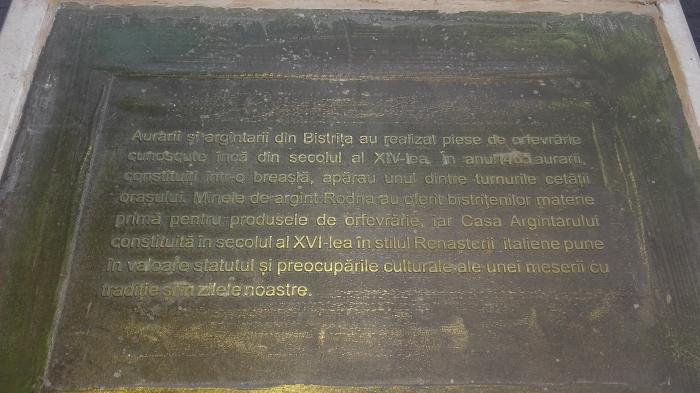 Aurarii și argintarii din Bistrița au realizat piese de orfevrărie
cunoscute încă din secolul al XIV-lea. În anul aurarii,
constituiți într-o breaslă, apărau unul dintre turnurile cetății
orașului. Minele de argint Rodna au oferit bistrițenilor materie
primă pentru produsele de orfevrărie, iar Casa Argintarului
constituită în secolul al XVI-lea în stilul Renașterii italiene pune
în valoare statutul și preocupările culturale ale unei meserii cu
tradiție și în zilele noastre.